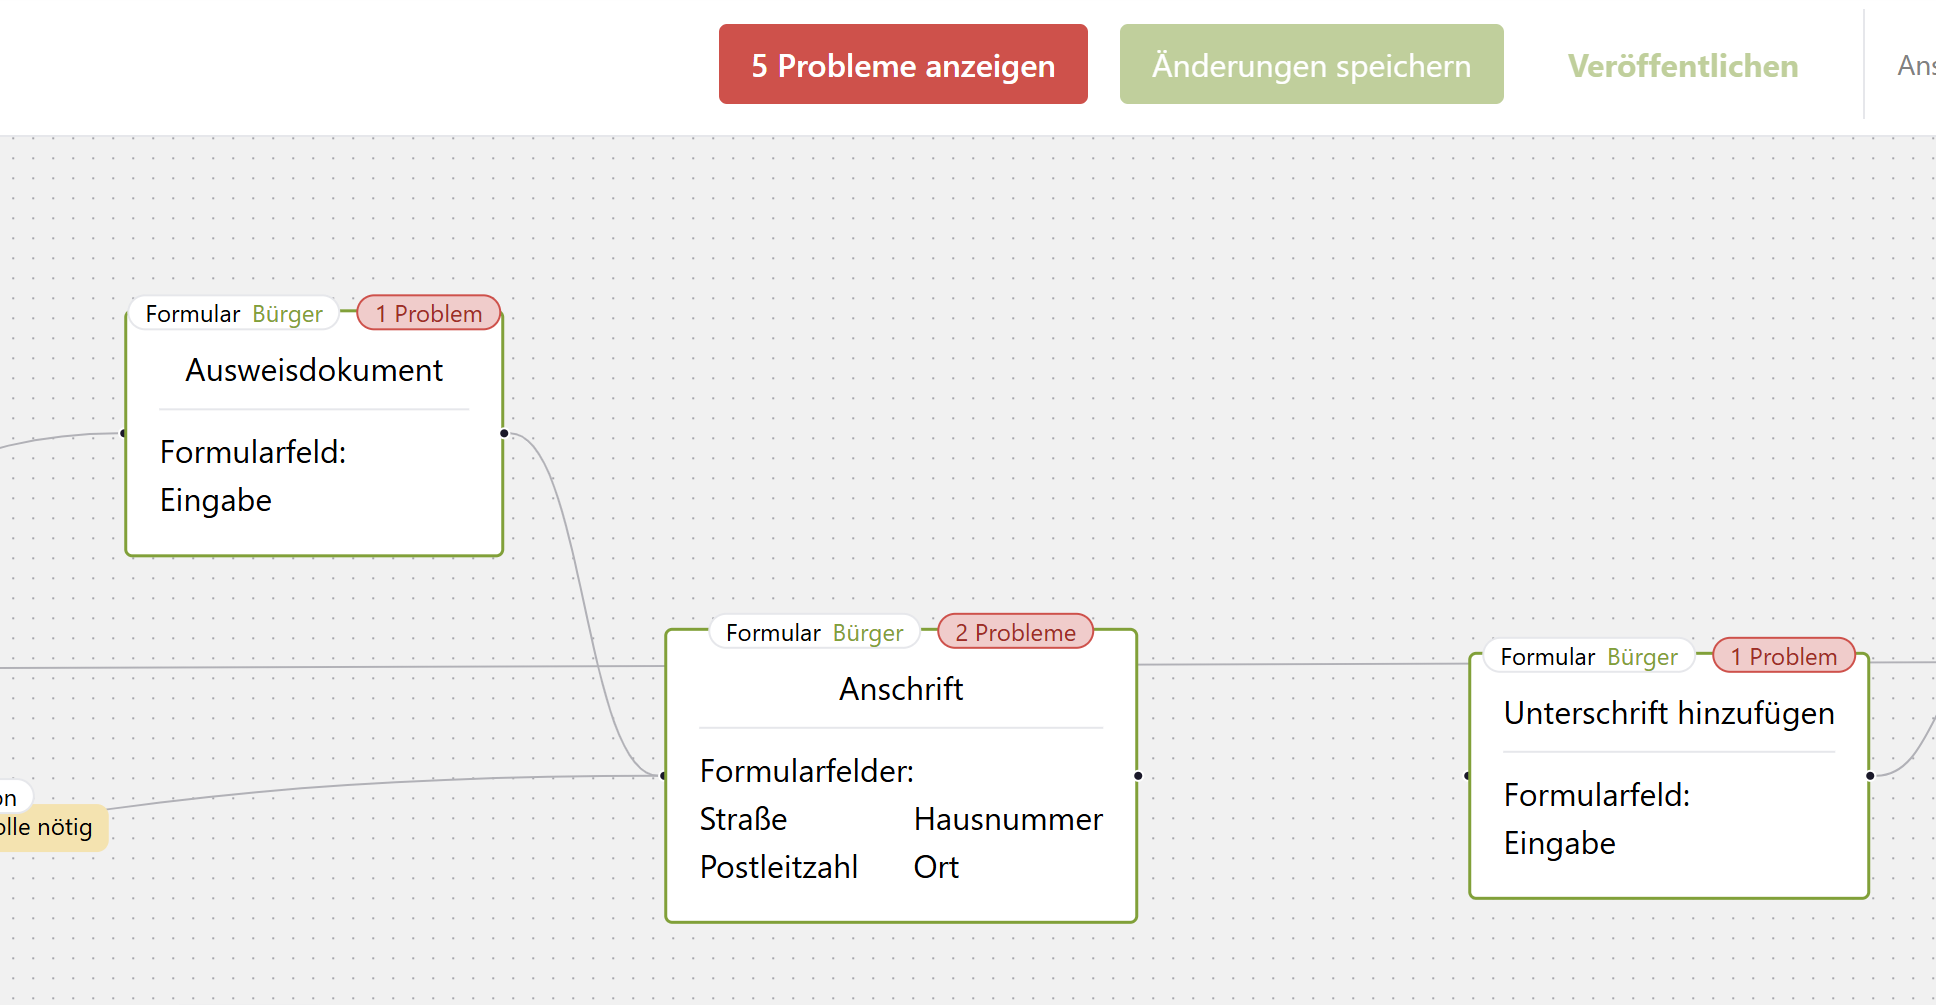 5 Probleme anzeigen
Änderungen speichern
Veröffentlichen
Formular Bürger
1 Problem
Ausweisdokument
Formularfeld:
Eingabe
Formular Bürger
2 Probleme
Anschrift
Formularfelder:
Straße Hausnummer
Postleitzahl Ort
Formular Bürger
1 Problem
Unterschrift hinzufügen
Formularfeld:
Eingabe
nötig